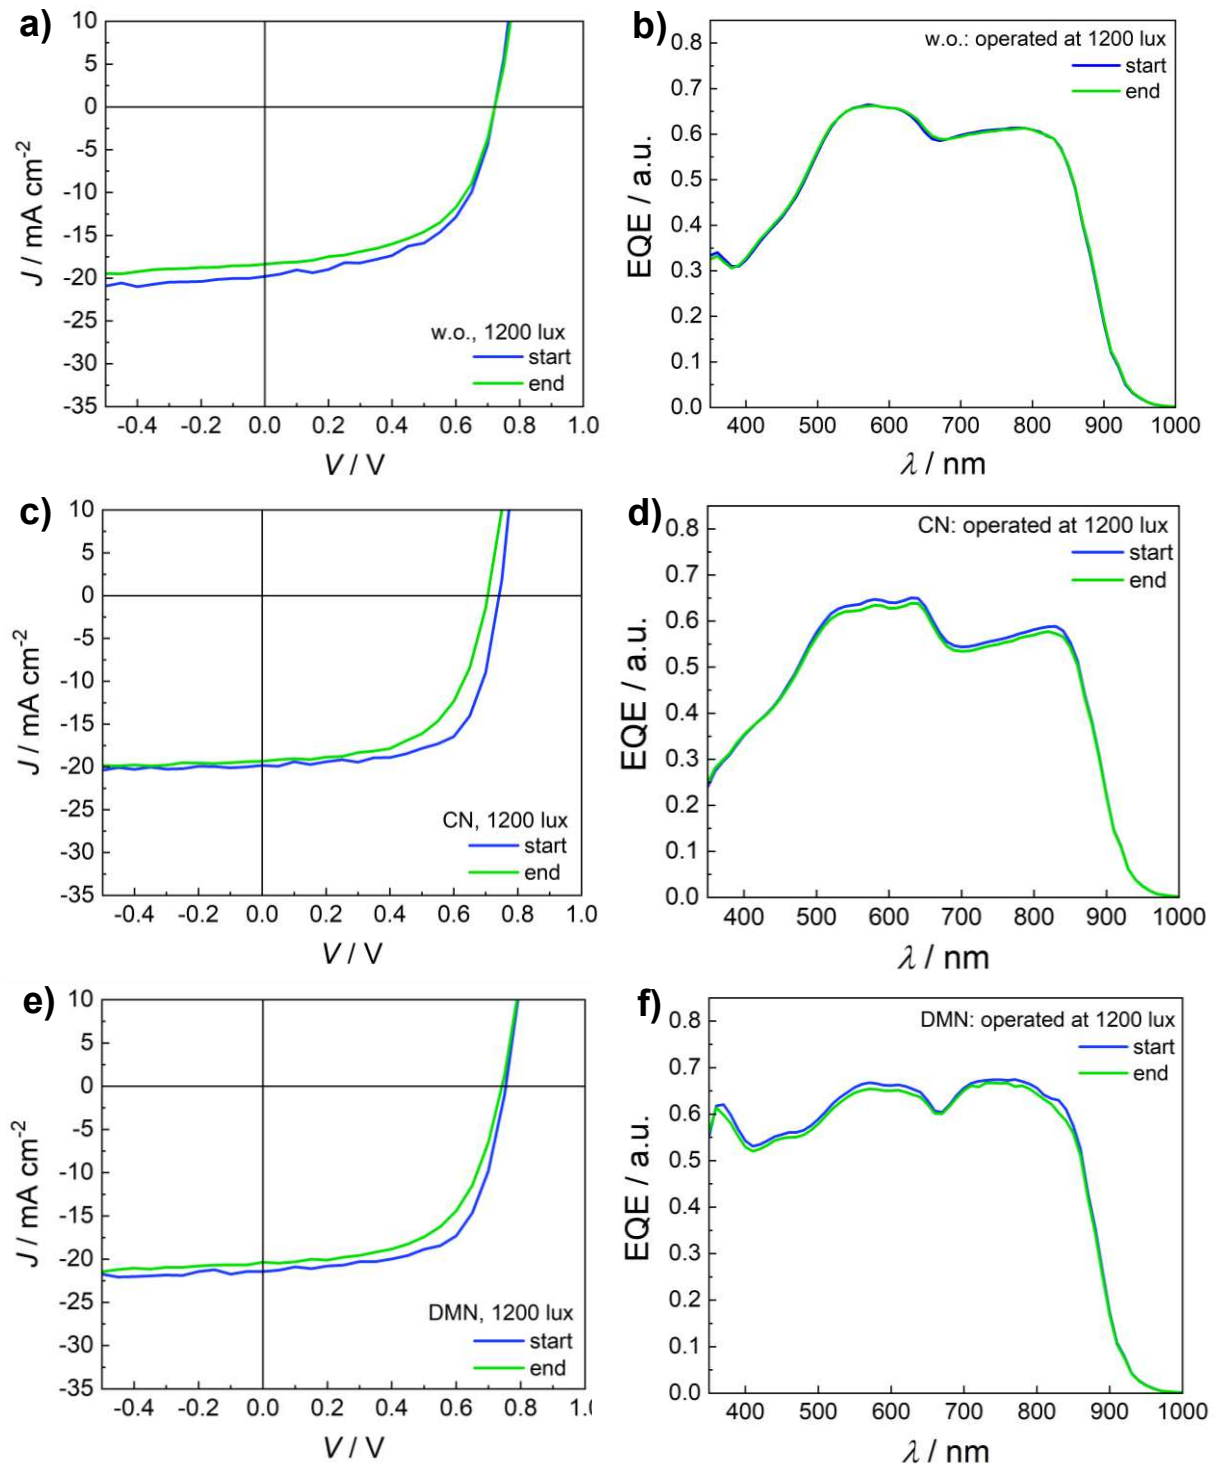 a)
10
5
0
-5
-10
-15
-20
-25
-30
-35
J / mA cm-2
w.o., 1200 lux
start
end
-0.4 -0.2 0.0 0.2 0.4 0.6 0.8 1.0
V / V
b)
0.8
0.7
0.6
0.5
0.4
0.3
0.2
0.1
0.0
EQE / a.u.
w.o.: operated at 1200 lux
start
end
400 500 600 700 800 900 1000
λ / nm
c)
10
5
0
-5
-10
-15
-20
-25
-30
-35
J / mA cm-2
CN, 1200 lux
start
end
-0.4 -0.2 0.0 0.2 0.4 0.6 0.8 1.0
V / V
d)
0.8
0.7
0.6
0.5
0.4
0.3
0.2
0.1
0.0
EQE / a.u.
CN: operated at 1200 lux
start
end
400 500 600 700 800 900 1000
λ / nm
e)
10
5
0
-5
-10
-15
-20
-25
-30
-35
J / mA cm-2
DMN, 1200 lux
start
end
-0.4 -0.2 0.0 0.2 0.4 0.6 0.8
V / V
f)
0.8
0.7
0.6
0.5
0.4
0.3
0.2
0.1
0.0
EQE / a.u.
DMN: operated at 1200 lux
start
end
400 500 600 700 800 900 1000
λ / nm